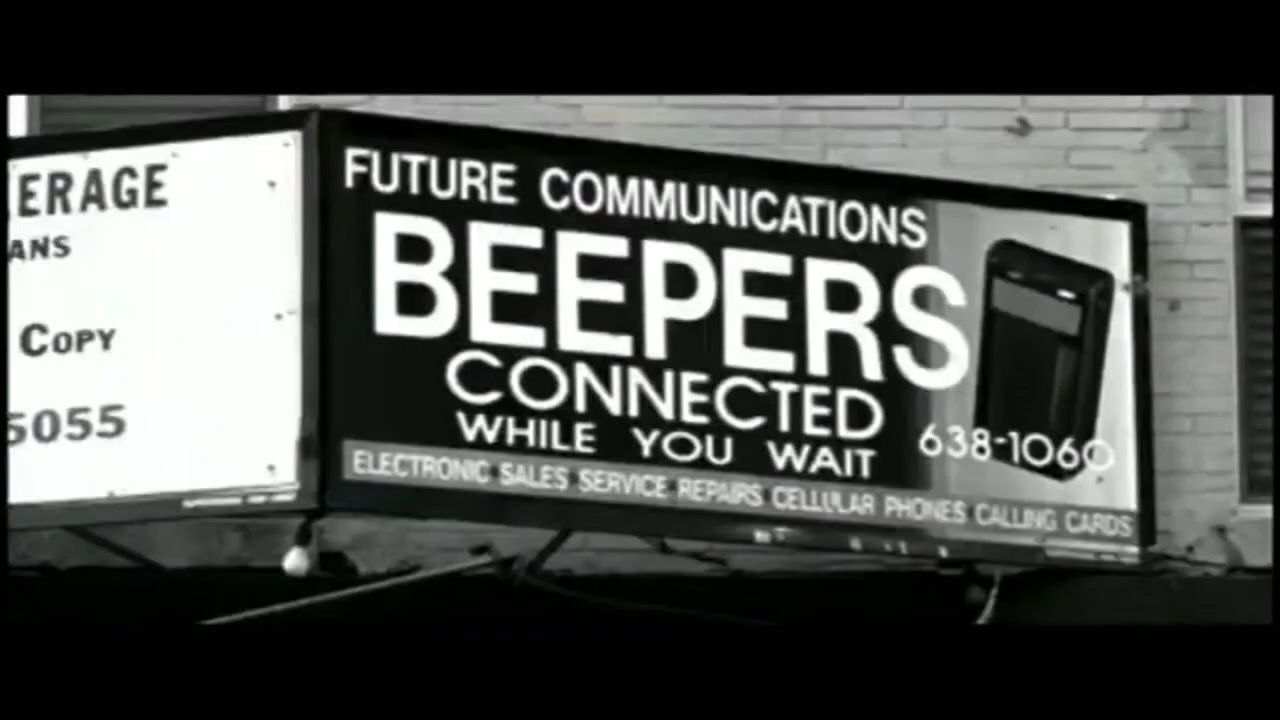 ERAGE
ANS
COPY
5055
FUTURE COMMUNICATIONS
BEEPERS
CONNECTED
WHILE YOU WAIT
638-1060
ELECTRONIC SALES SERVICE REPAIRS CELLULAR PHONES CALLING CARDS